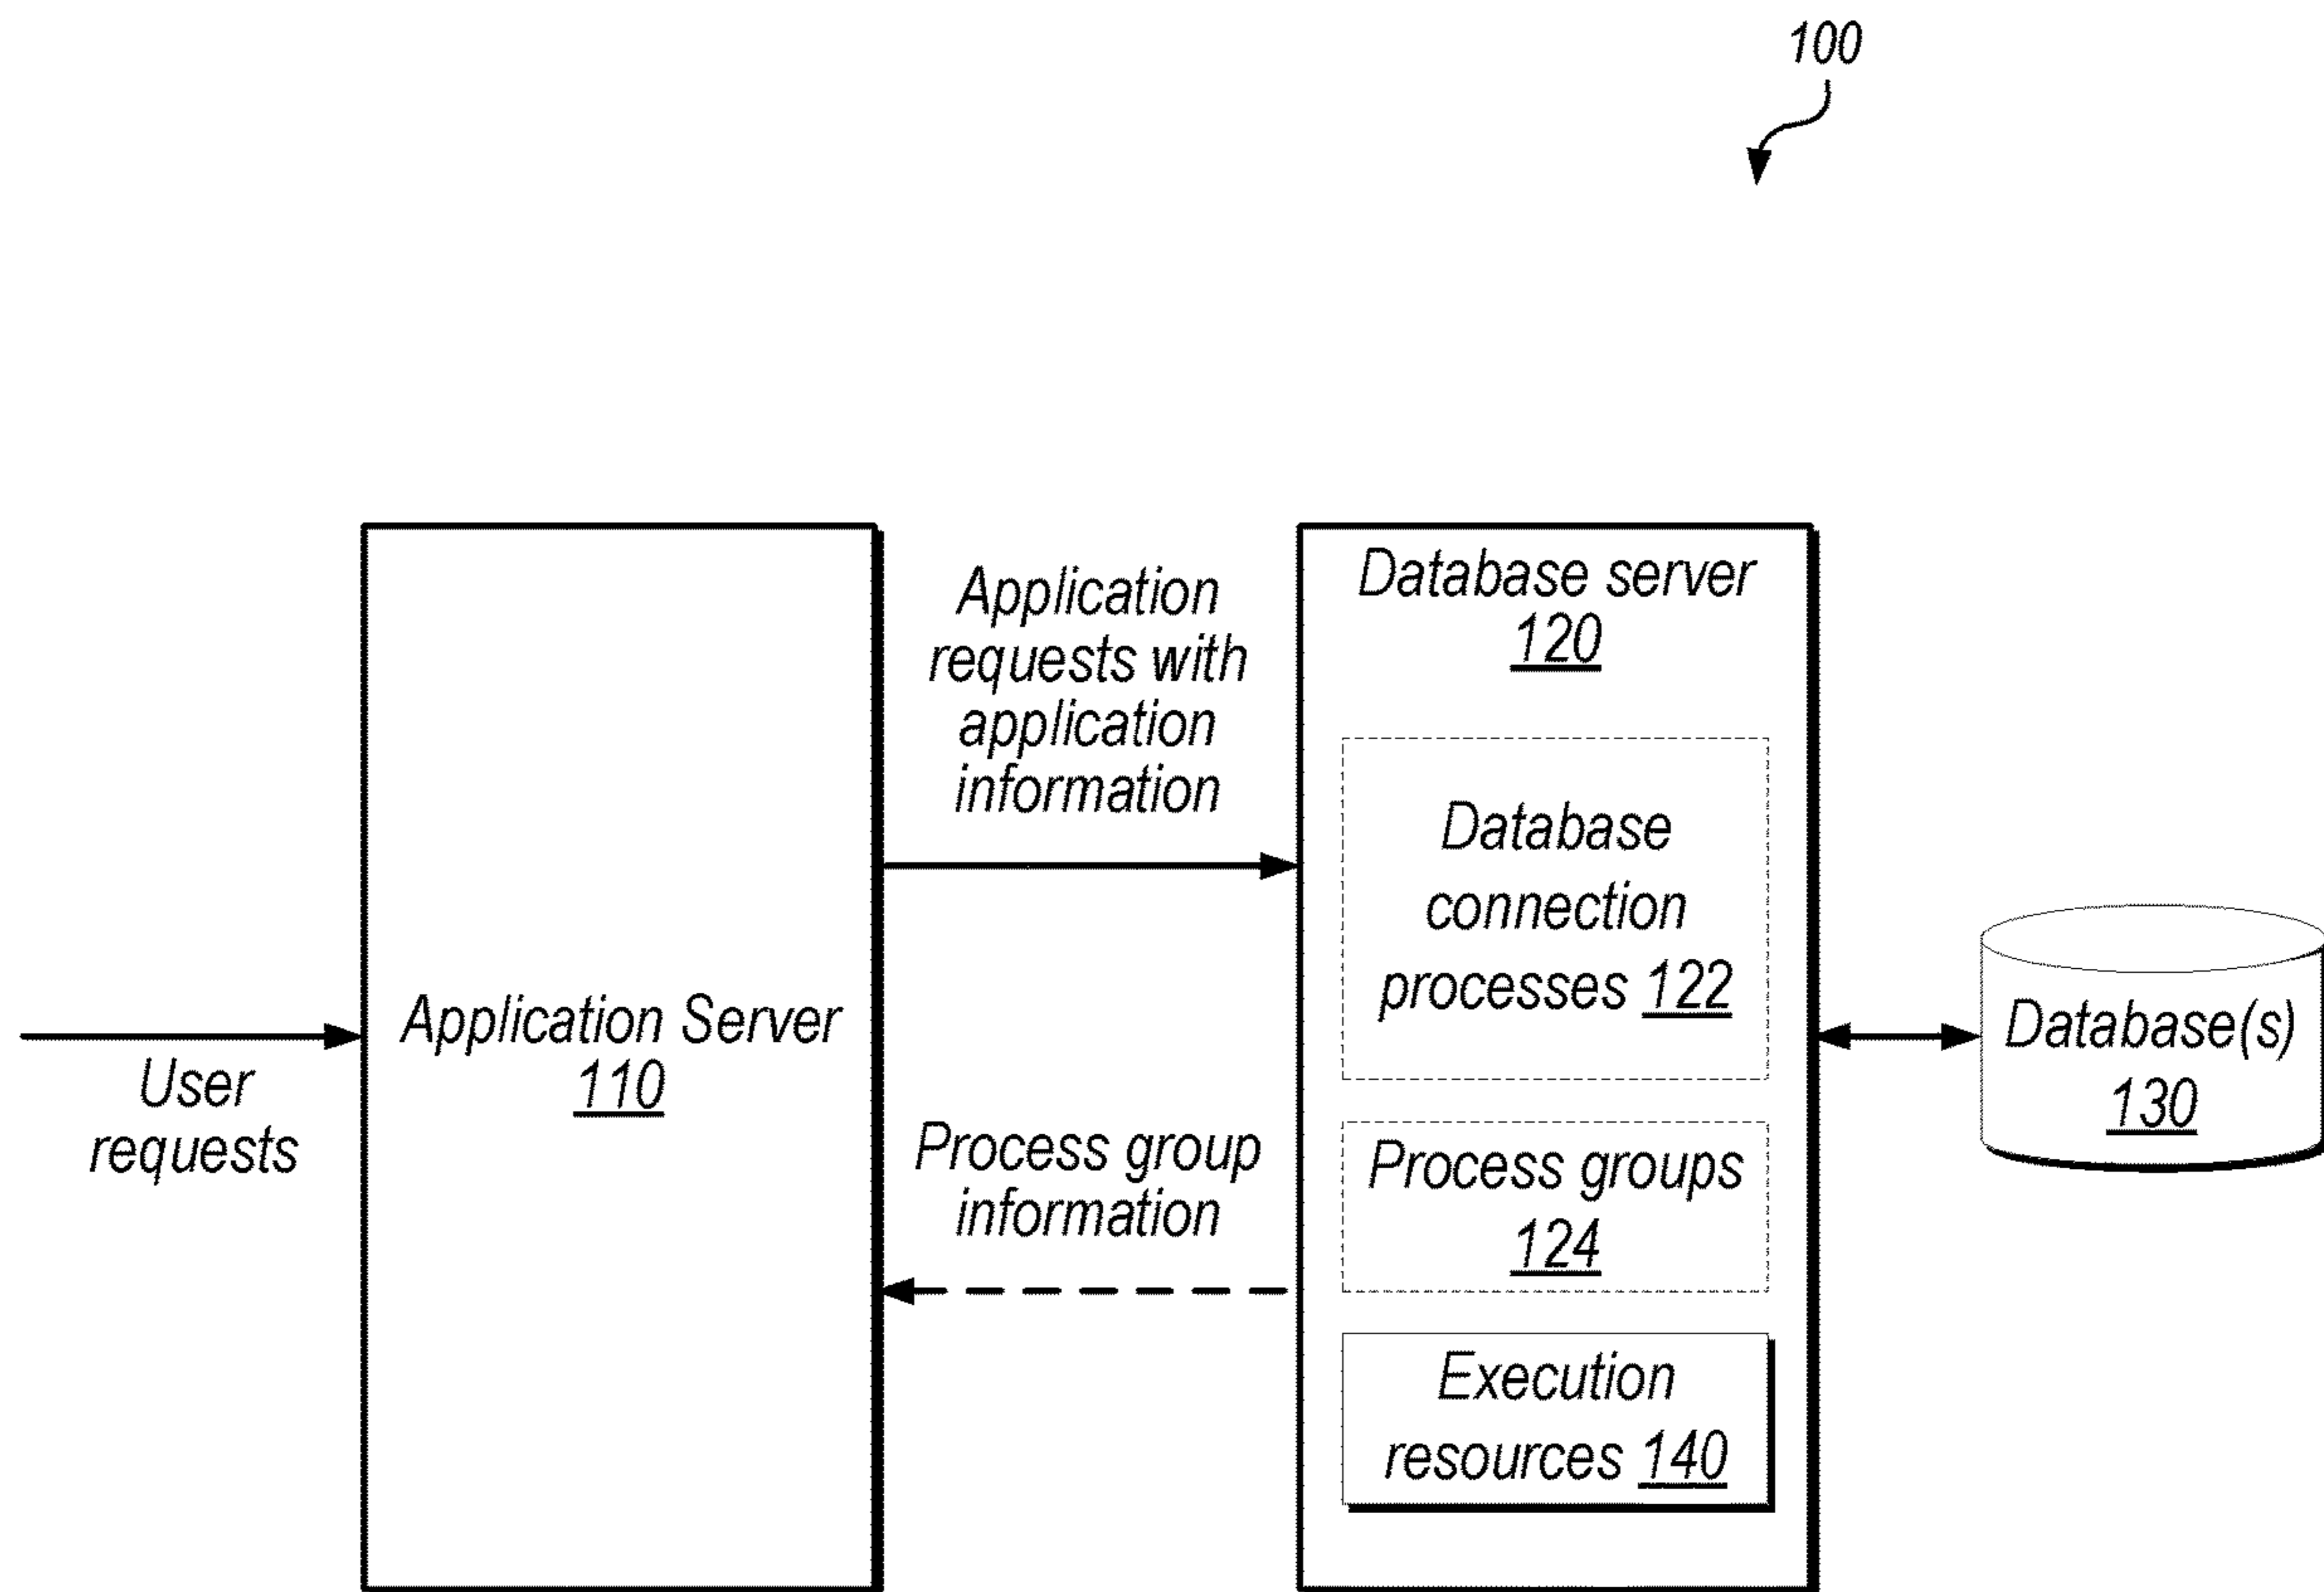 100
User
requests
Application Server
110
Application
requests with
application
information
Process group
information
Database server
120
Database
connection
processes 122
Process groups
124
Execution
resources 140
Database(s)
130